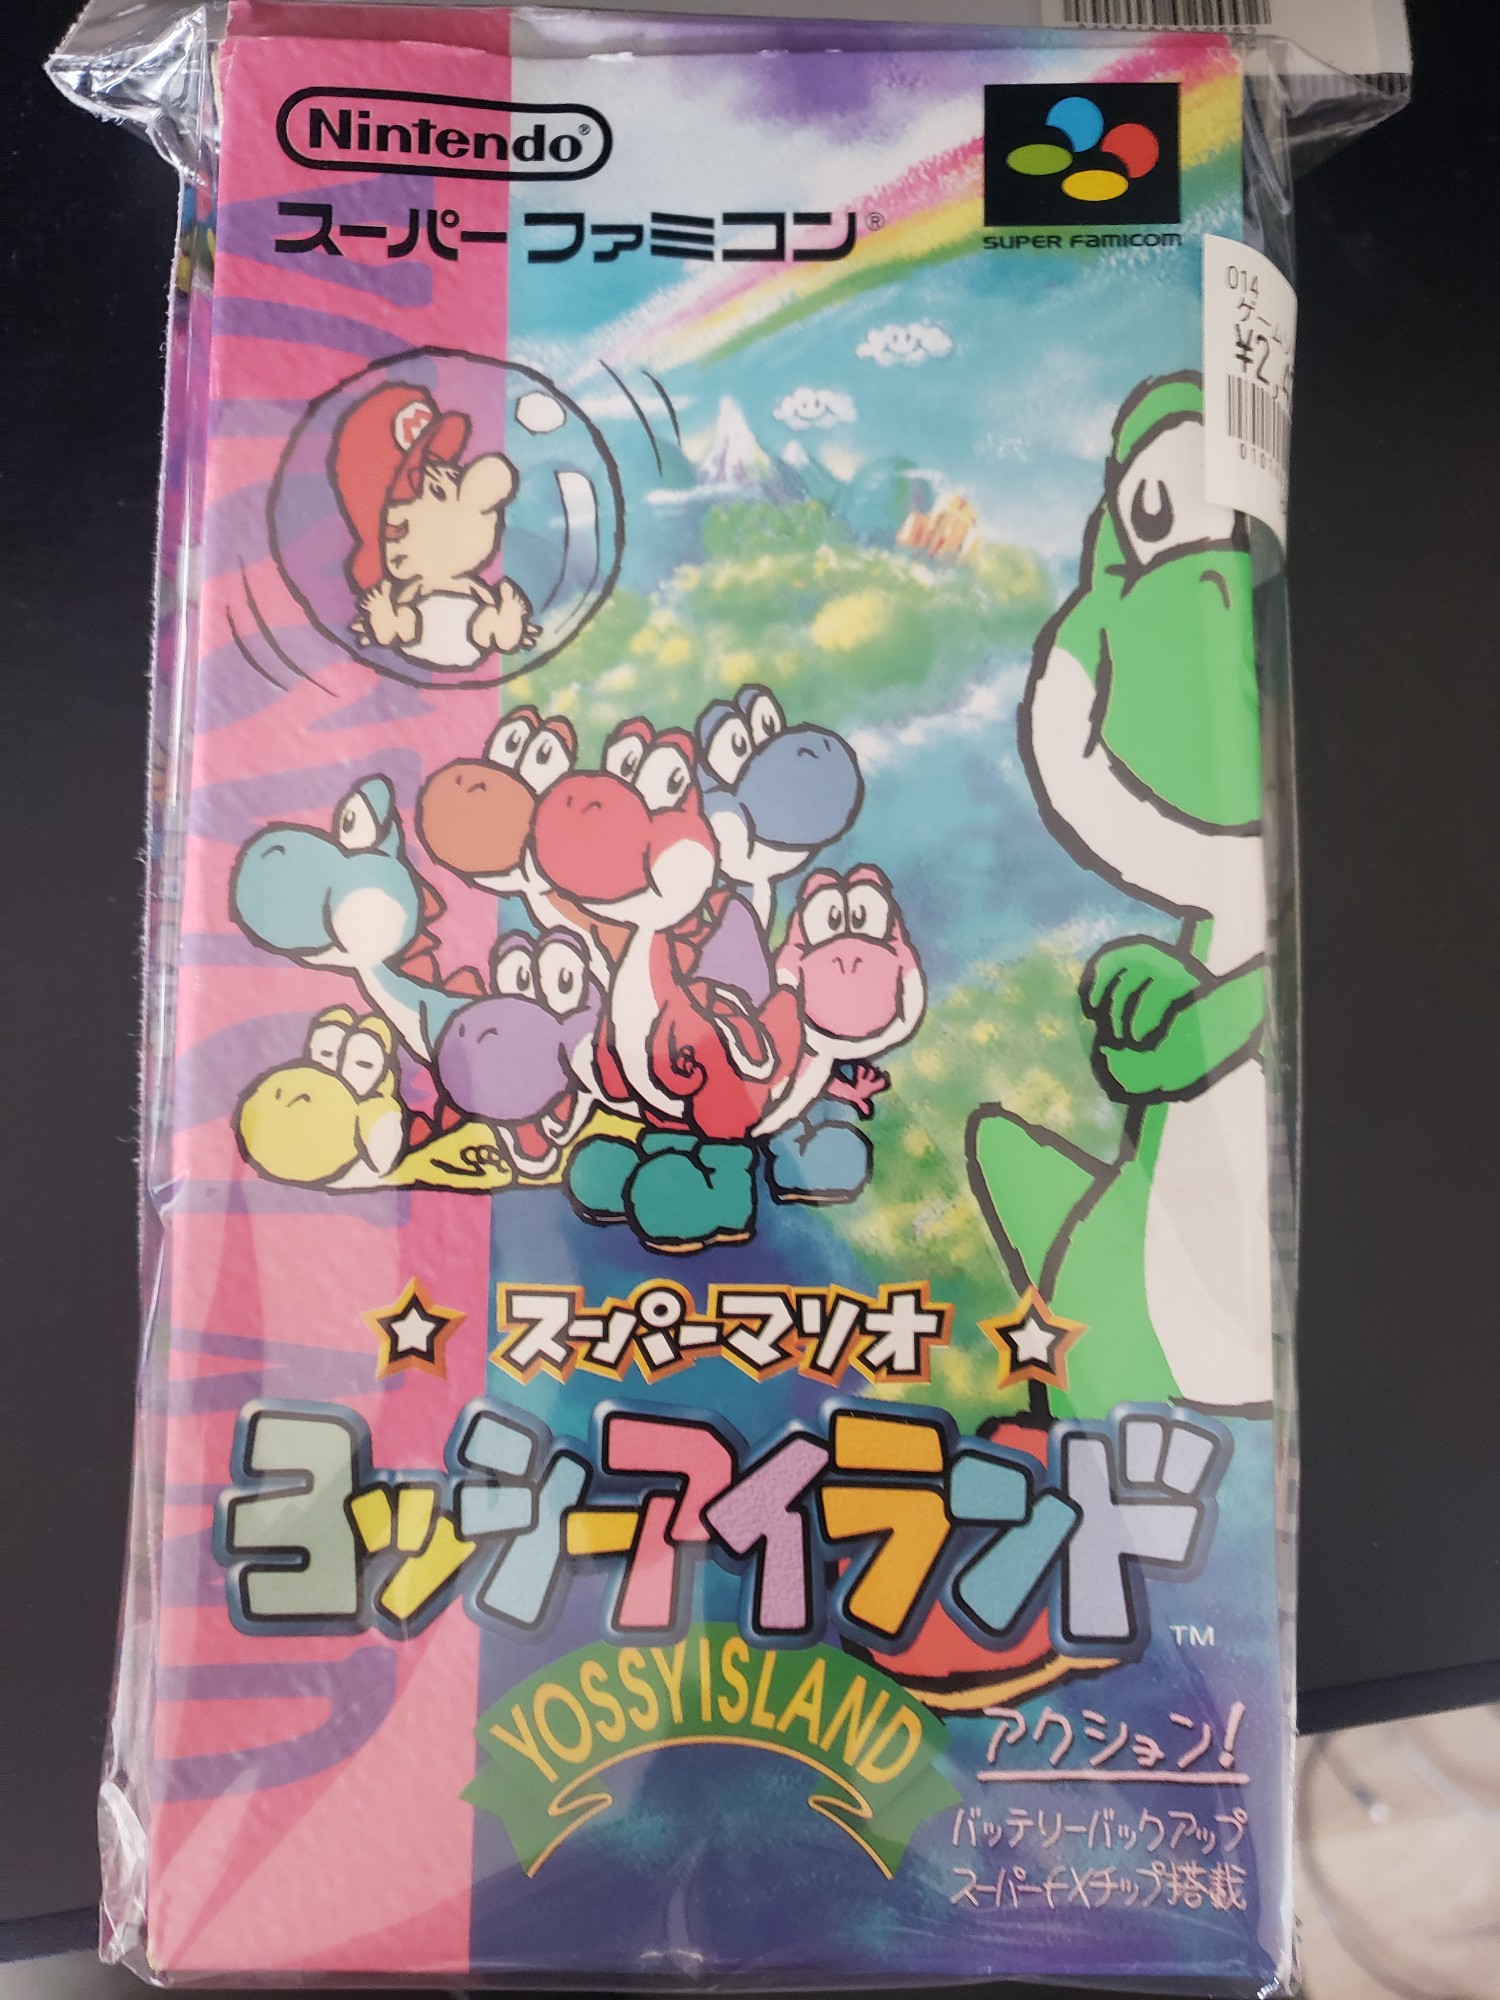 Nintendo®
スーパーファミコン®
SUPER FAMICOM
014
¥2,
M
★スーパーマリオ★
ヨッシーアイランド™
YOSSY ISLAND
アクション!
バッテリーバックアップ
スーパーfxチップ搭載